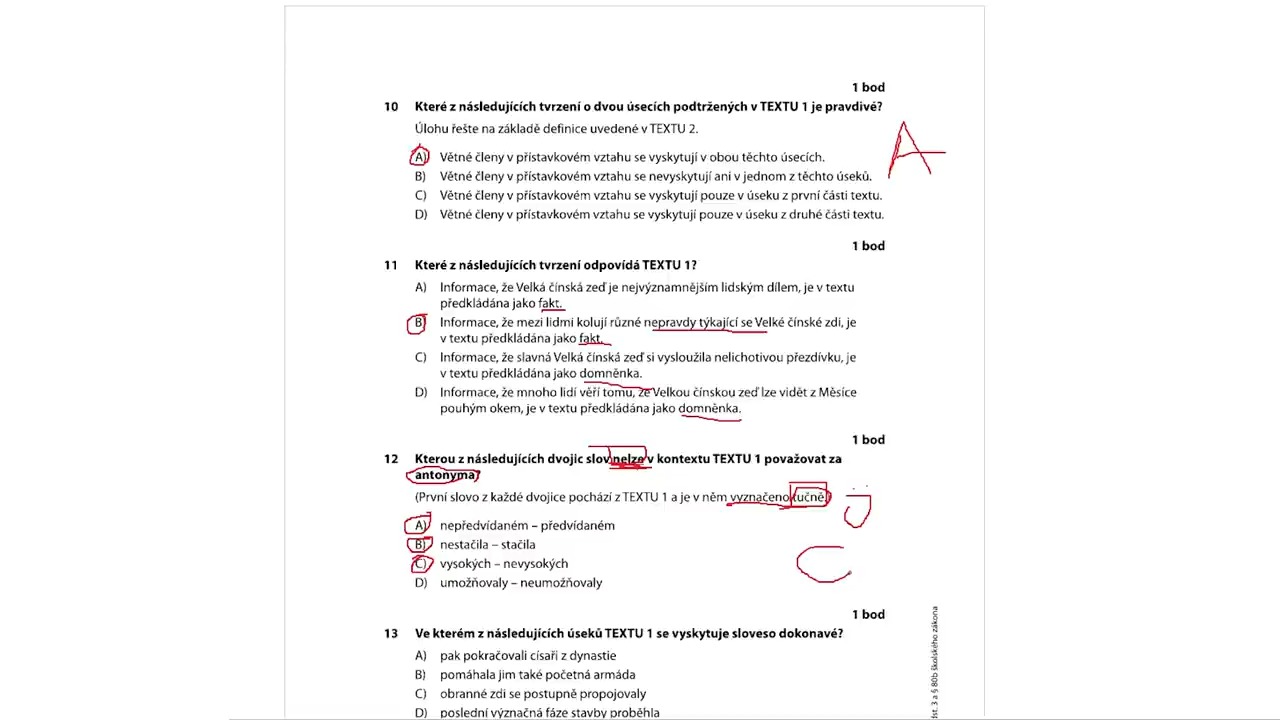 1 bod
10 Které z následujících tvrzení o dvou úsecích podtržených v TEXTU 1 je pravdivé?
Úlohu řešte na základě definice uvedené v TEXTU 2.
A) Větné členy v přístavkovém vztahu se vyskytují v obou těchto úsecích.
B) Větné členy v přístavkovém vztahu se nevyskytují ani v jednom z těchto úseků.
C) Větné členy v přístavkovém vztahu se vyskytují pouze v úseku z první části textu.
D) Větné členy v přístavkovém vztahu se vyskytují pouze v úseku z druhé části textu.
A
1 bod
11 Které z následujících tvrzení odpovídá TEXTU 1?
A) Informace, že Velká čínská zeď je nejvýznamnějším lidským dílem, je v textu
předkládána jako fakt.
B) Informace, že mezi lidmi kolují různé nepravdy týkající se Velké čínské zdi, je
v textu předkládána jako fakt.
C) Informace, že slavná Velká čínská zeď si vysloužila nelichotivou přezdívku, je
v textu předkládána jako domněnka.
D) Informace, že mnoho lidí věří tomu, že Velkou čínskou zeď lze vidět z Měsíce
pouhým okem, je v textu předkládána jako domněnka.
1 bod
12 Kterou z následujících dvojic slov nelze v kontextu TEXTU 1 považovat za
antonyma?
(První slovo z každé dvojice pochází z TEXTU 1 a je v něm vyznačeno tučně.)
A) nepředvídaném – předvídaném
B) nestačila – stačila
C) vysokých – nevysokých
D) umožňovaly – neumožňovaly
C
1 bod
13 Ve kterém z následujících úseků TEXTU 1 se vyskytuje sloveso dokonavé?
A) pak pokračovali císaři z dynastie
B) pomáhala jim také početná armáda
C) obranné zdi se postupně propojovaly
D) poslední význačná fáze stavby proběhla
dst. 3 a § 80b školského zákona